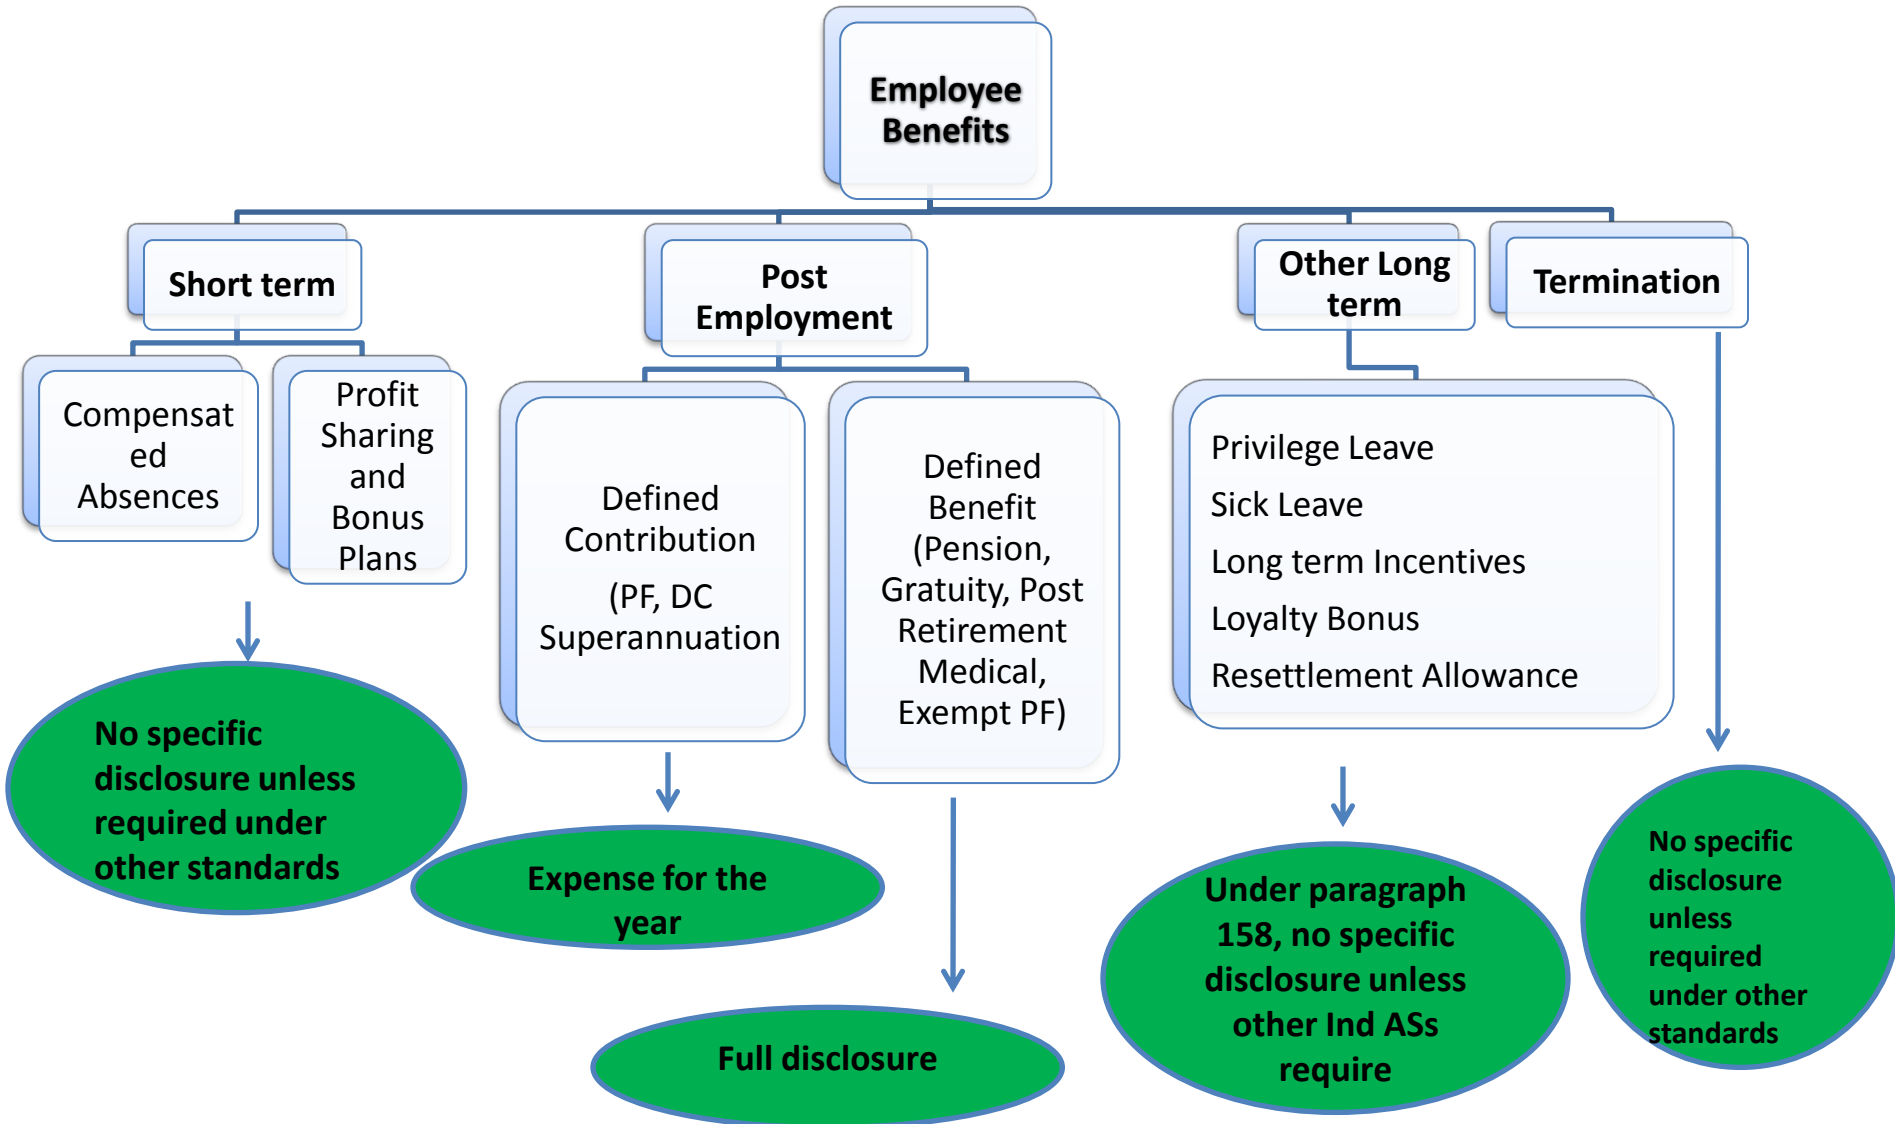 Employee
Benefits
Short term
Post
Employment
Other Long
term
Termination
Compensat
ed
Absences
Profit
Sharing
and
Bonus
Plans
Defined
Contribution
(PF, DC
Superannuation
Defined
Benefit
(Pension,
Gratuity, Post
Retirement
Medical,
Exempt PF)
Privilege Leave
Sick Leave
Long term Incentives
Loyalty Bonus
Resettlement Allowance
No specific
disclosure unless
required under
other standards
Expense for the
year
Full disclosure
Under paragraph
158, no specific
disclosure unless
other Ind ASs
require
No specific
disclosure
unless
required
under other
standards